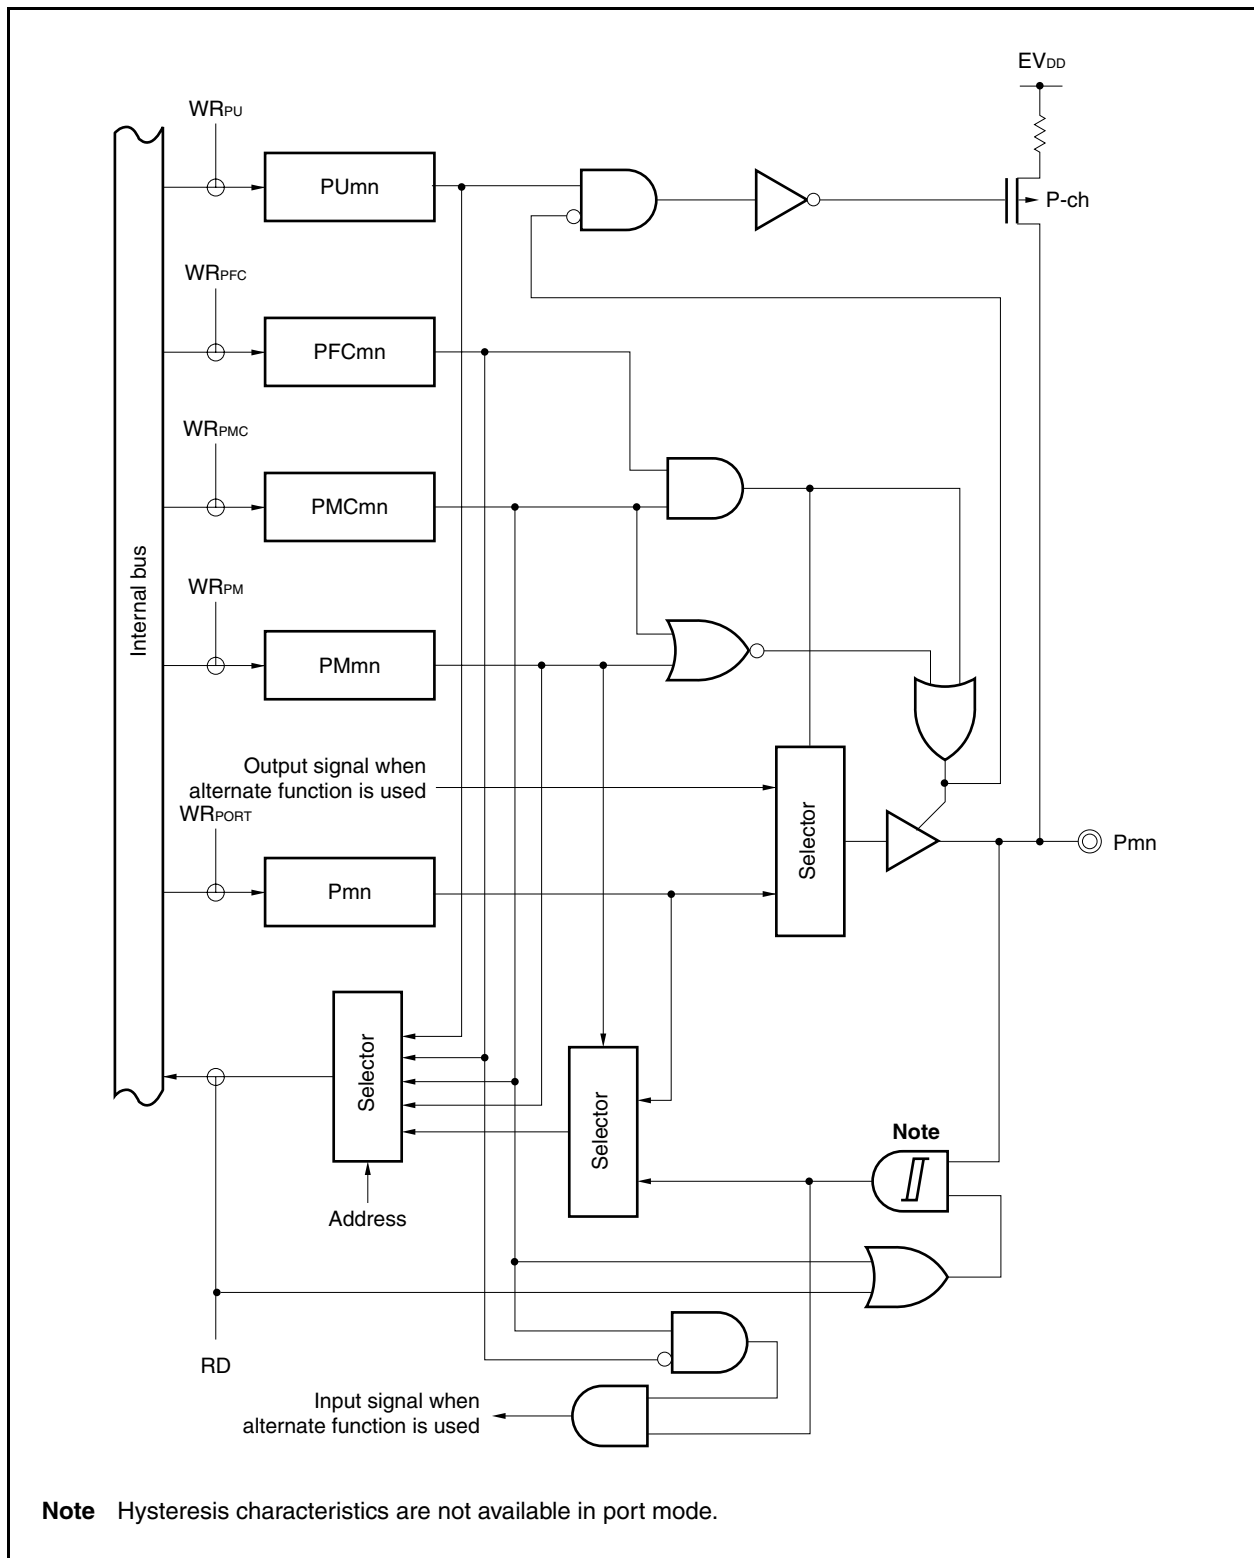 EVDD
WRPU
PUmn
P-ch
WRPFC
PFCmn
WRPMC
PMCmn
Internal bus
WRPM
PMmn
Output signal when
alternate function is used
WRPORT
Selector
Pmn
Pmn
Selector
Selector
Note
Address
RD
Input signal when
alternate function is used
Note Hysteresis characteristics are not available in port mode.